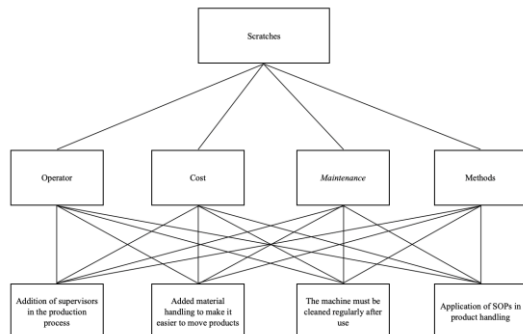 Scratches
Operator
Cost
Maintenance
Methods
Addition of supervisors
in the production
process
Added material
handling to make it
easier to move products
The machine must be
cleaned regularly after
use
Application of SOPs in
product handling